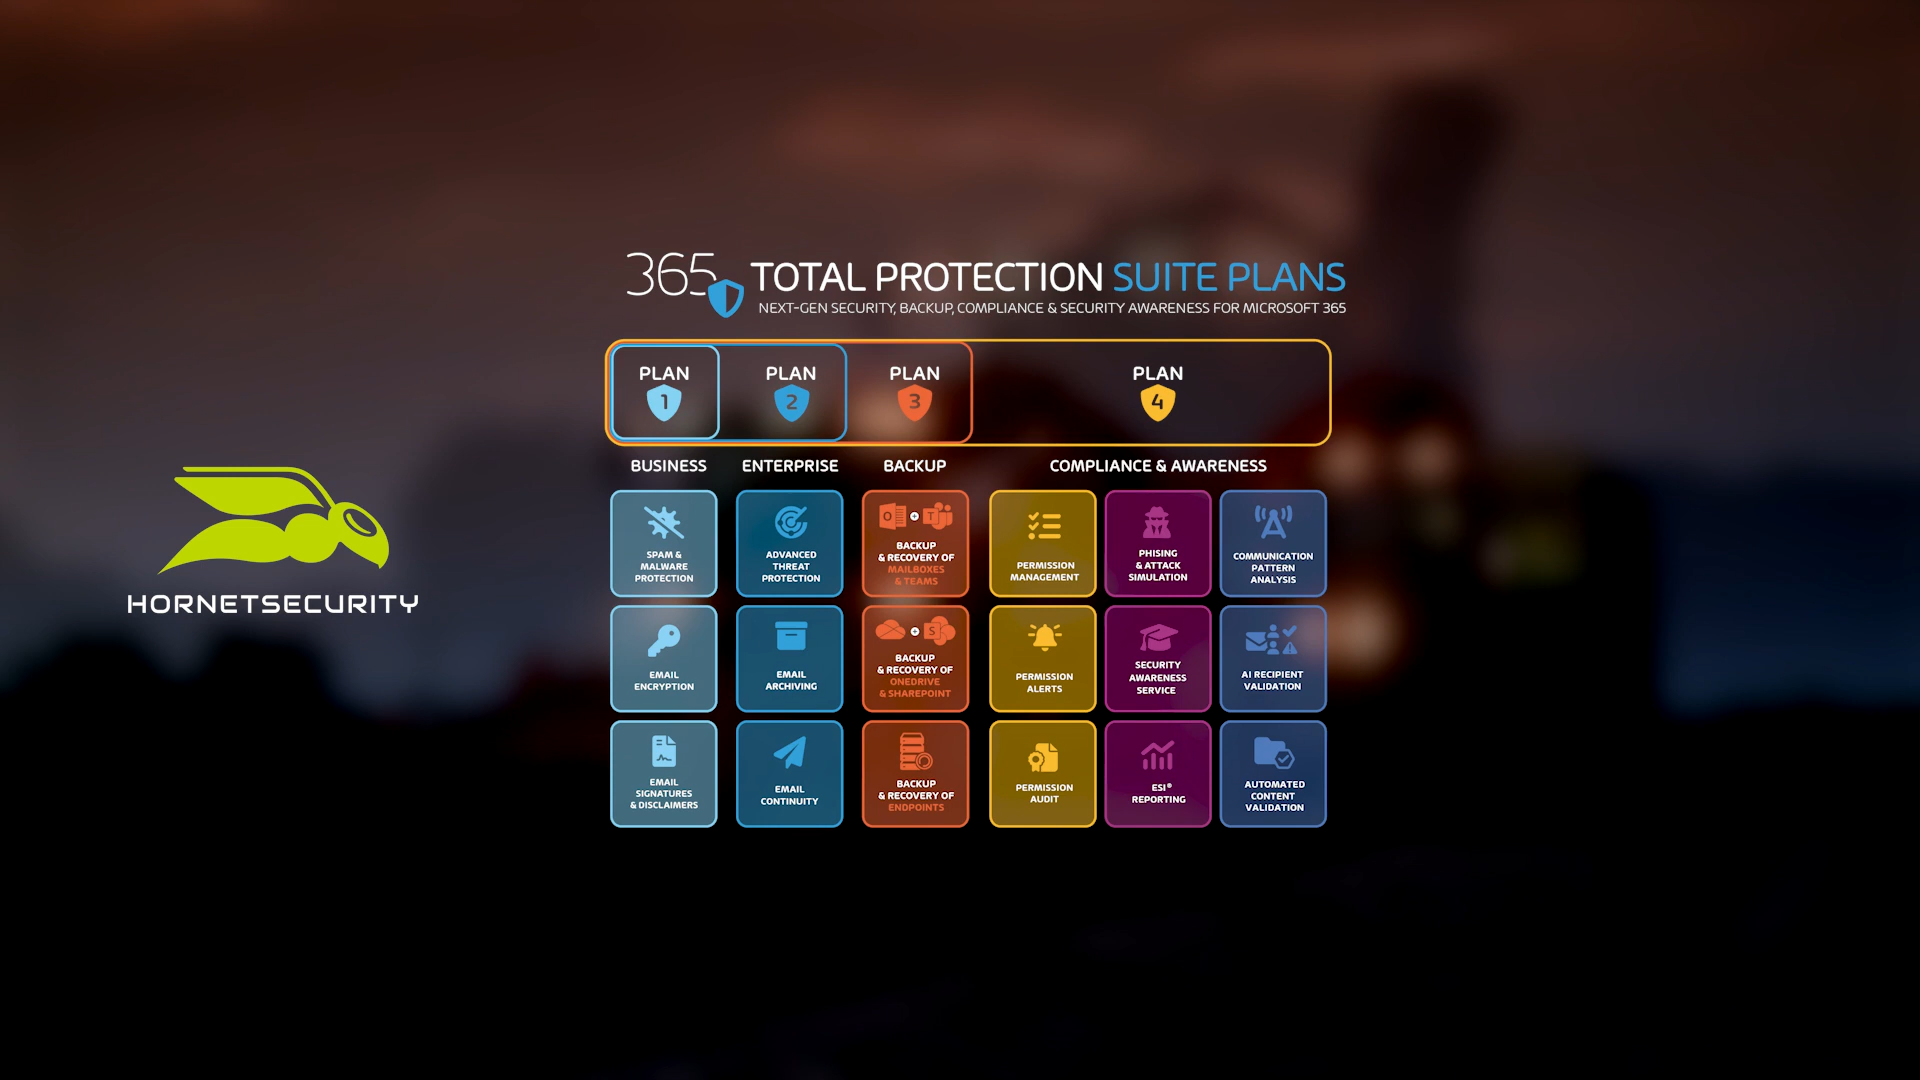 365 TOTAL PROTECTION SUITE PLANS
NEXT-GEN SECURITY, BACKUP, COMPLIANCE & SECURITY AWARENESS FOR MICROSOFT 365
PLAN
1
PLAN
2
PLAN
3
PLAN
4
BUSINESS
ENTERPRISE
BACKUP
COMPLIANCE & AWARENESS
SPAM &
MALWARE
PROTECTION
ADVANCED
THREAT
PROTECTION
O
T
BACKUP
& RECOVERY OF
MAILBOXES
& TEAMS
PERMISSION
MANAGEMENT
PHISING
& ATTACK
SIMULATION
COMMUNICATION
PATTERN
ANALYSIS
EMAIL
ENCRYPTION
EMAIL
ARCHIVING
S
BACKUP
& RECOVERY OF
ONEDRIVE
& SHAREPOINT
PERMISSION
ALERTS
SECURITY
AWARENESS
SERVICE
AI RECIPIENT
VALIDATION
EMAIL
SIGNATURES
& DISCLAIMERS
EMAIL
CONTINUITY
BACKUP
& RECOVERY OF
ENDPOINTS
PERMISSION
AUDIT
ESI®
REPORTING
AUTOMATED
CONTENT
VALIDATION
HORNETSECURITY